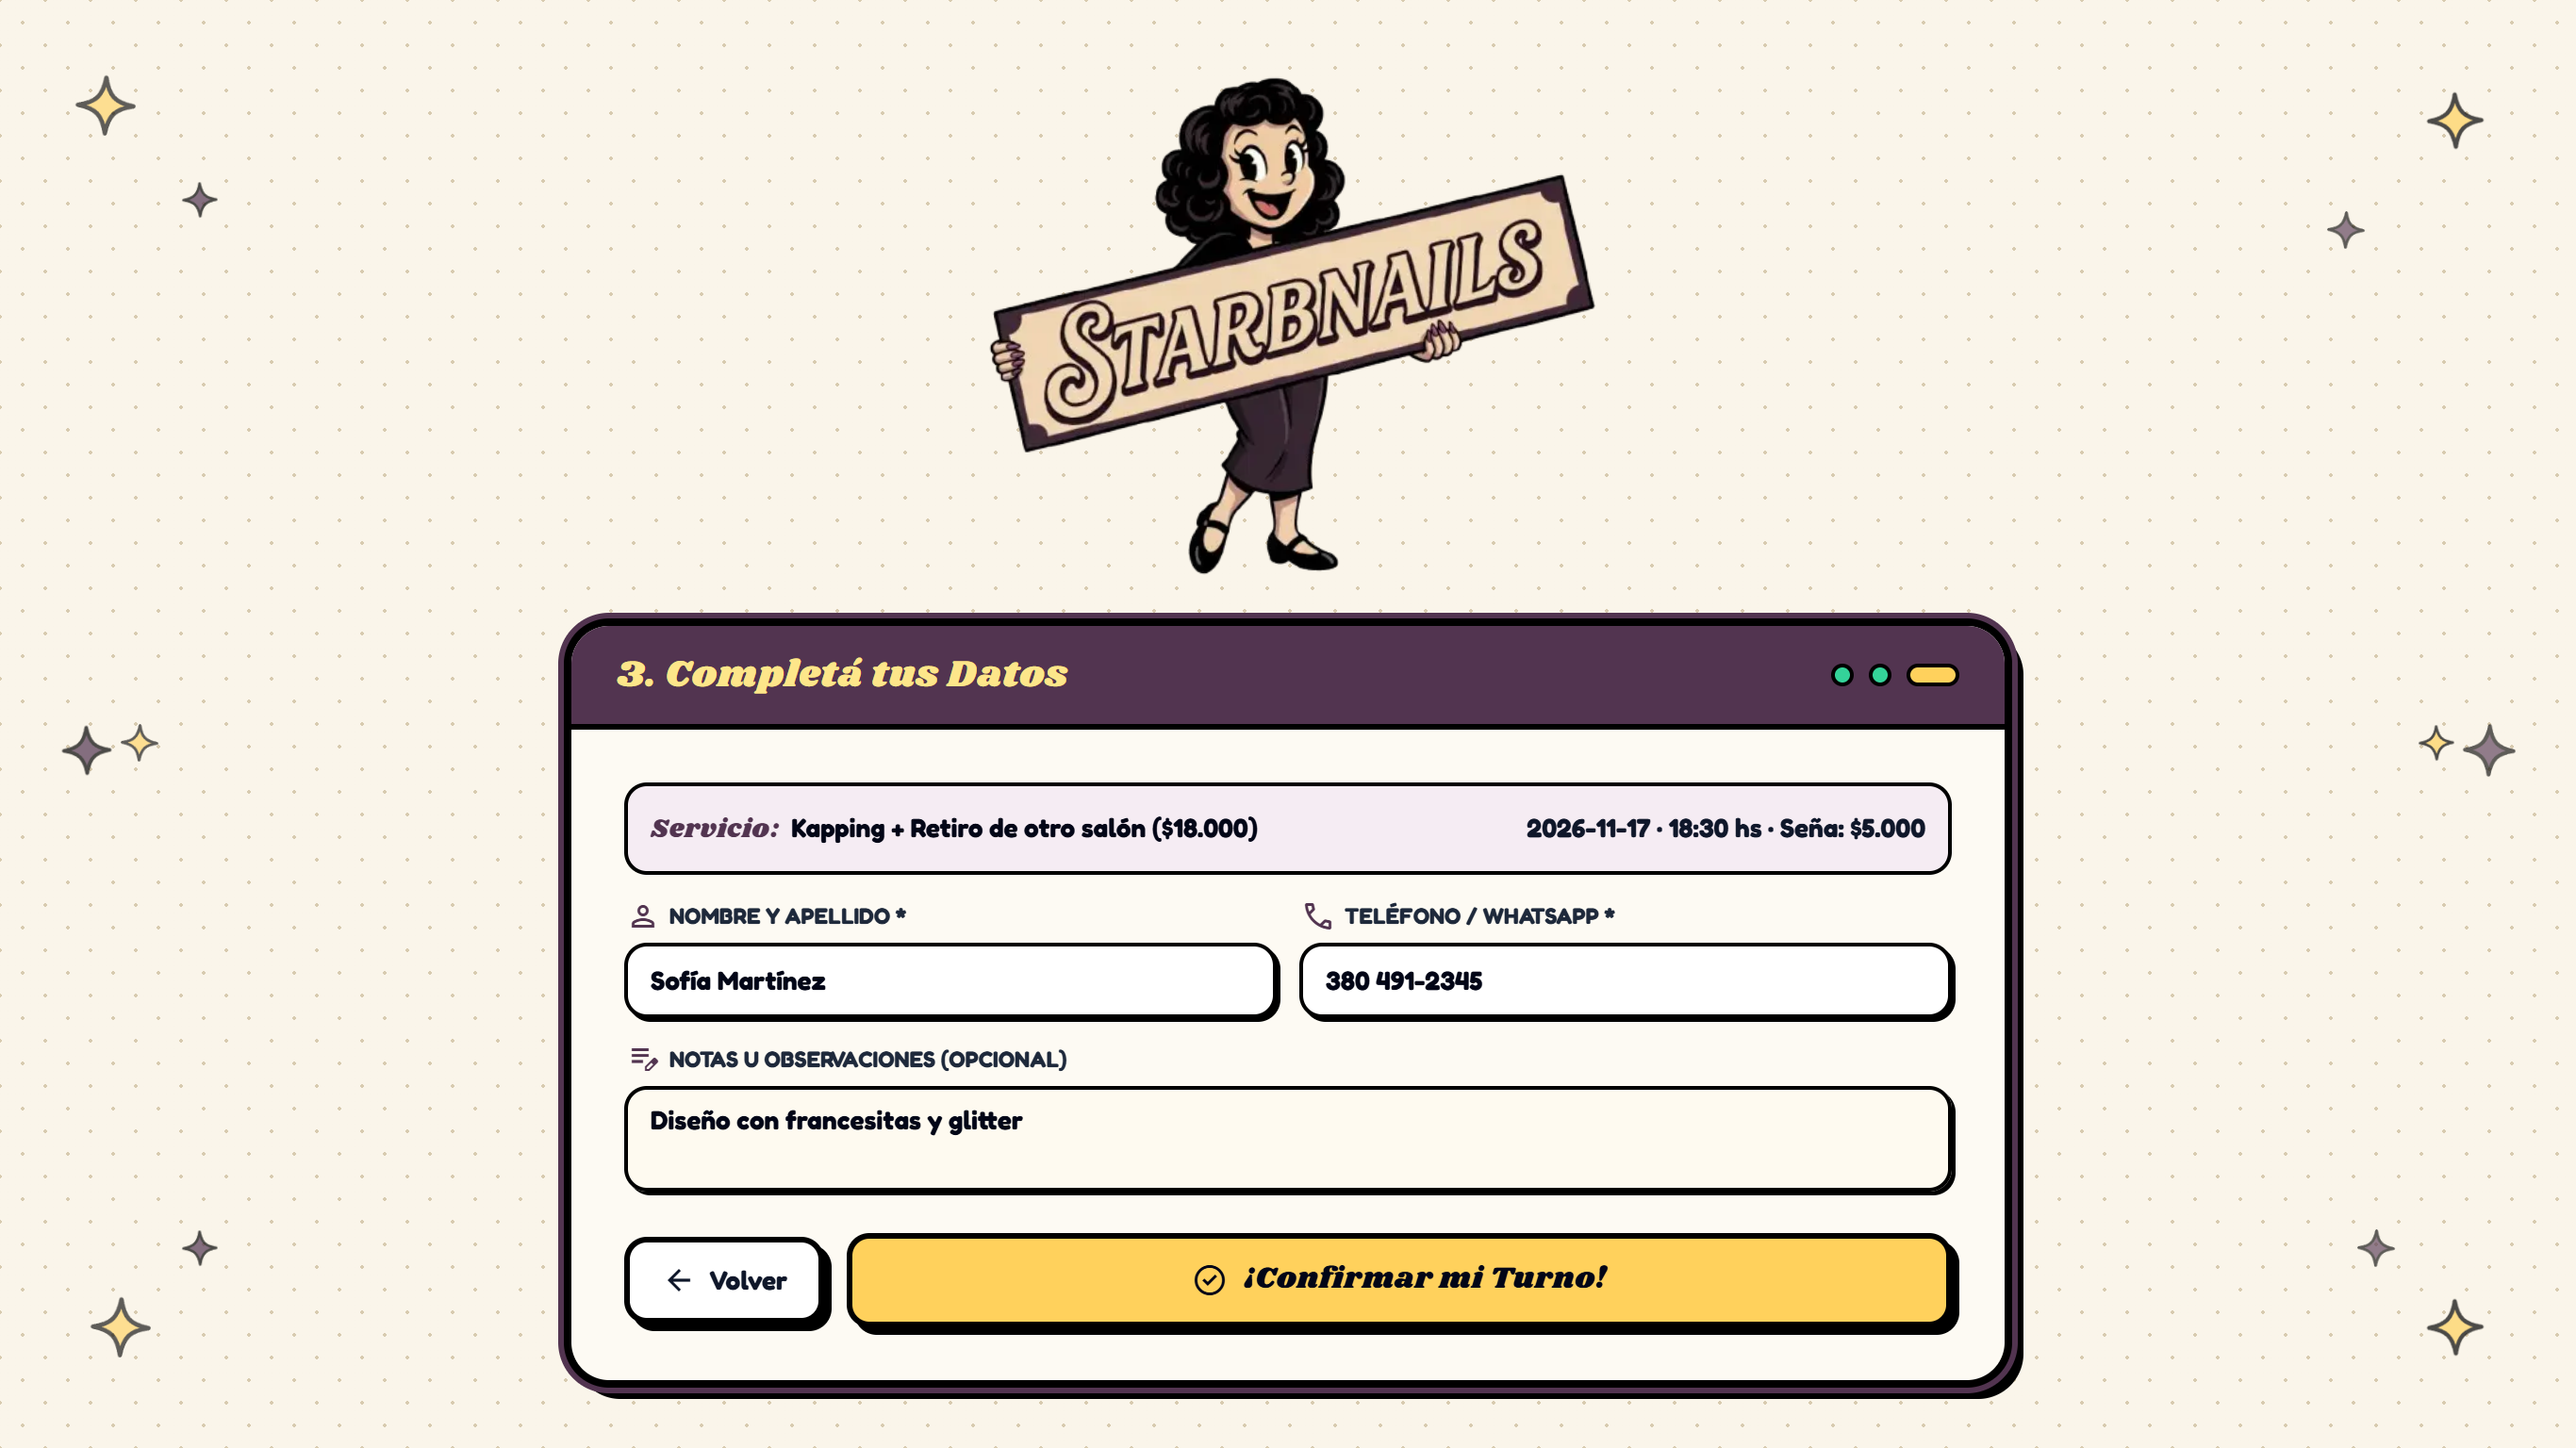 STARBNAILS
3. Completá tus Datos
Servicio: Kapping + Retiro de otro salón ($18.000) 2026-11-17 · 18:30 hs · Seña: $5.000
NOMBRE Y APELLIDO * TELÉFONO / WHATSAPP *
Sofía Martínez 380 491-2345
NOTAS U OBSERVACIONES (OPCIONAL)
Diseño con francesitas y glitter
Volver ¡Confirmar mi Turno!